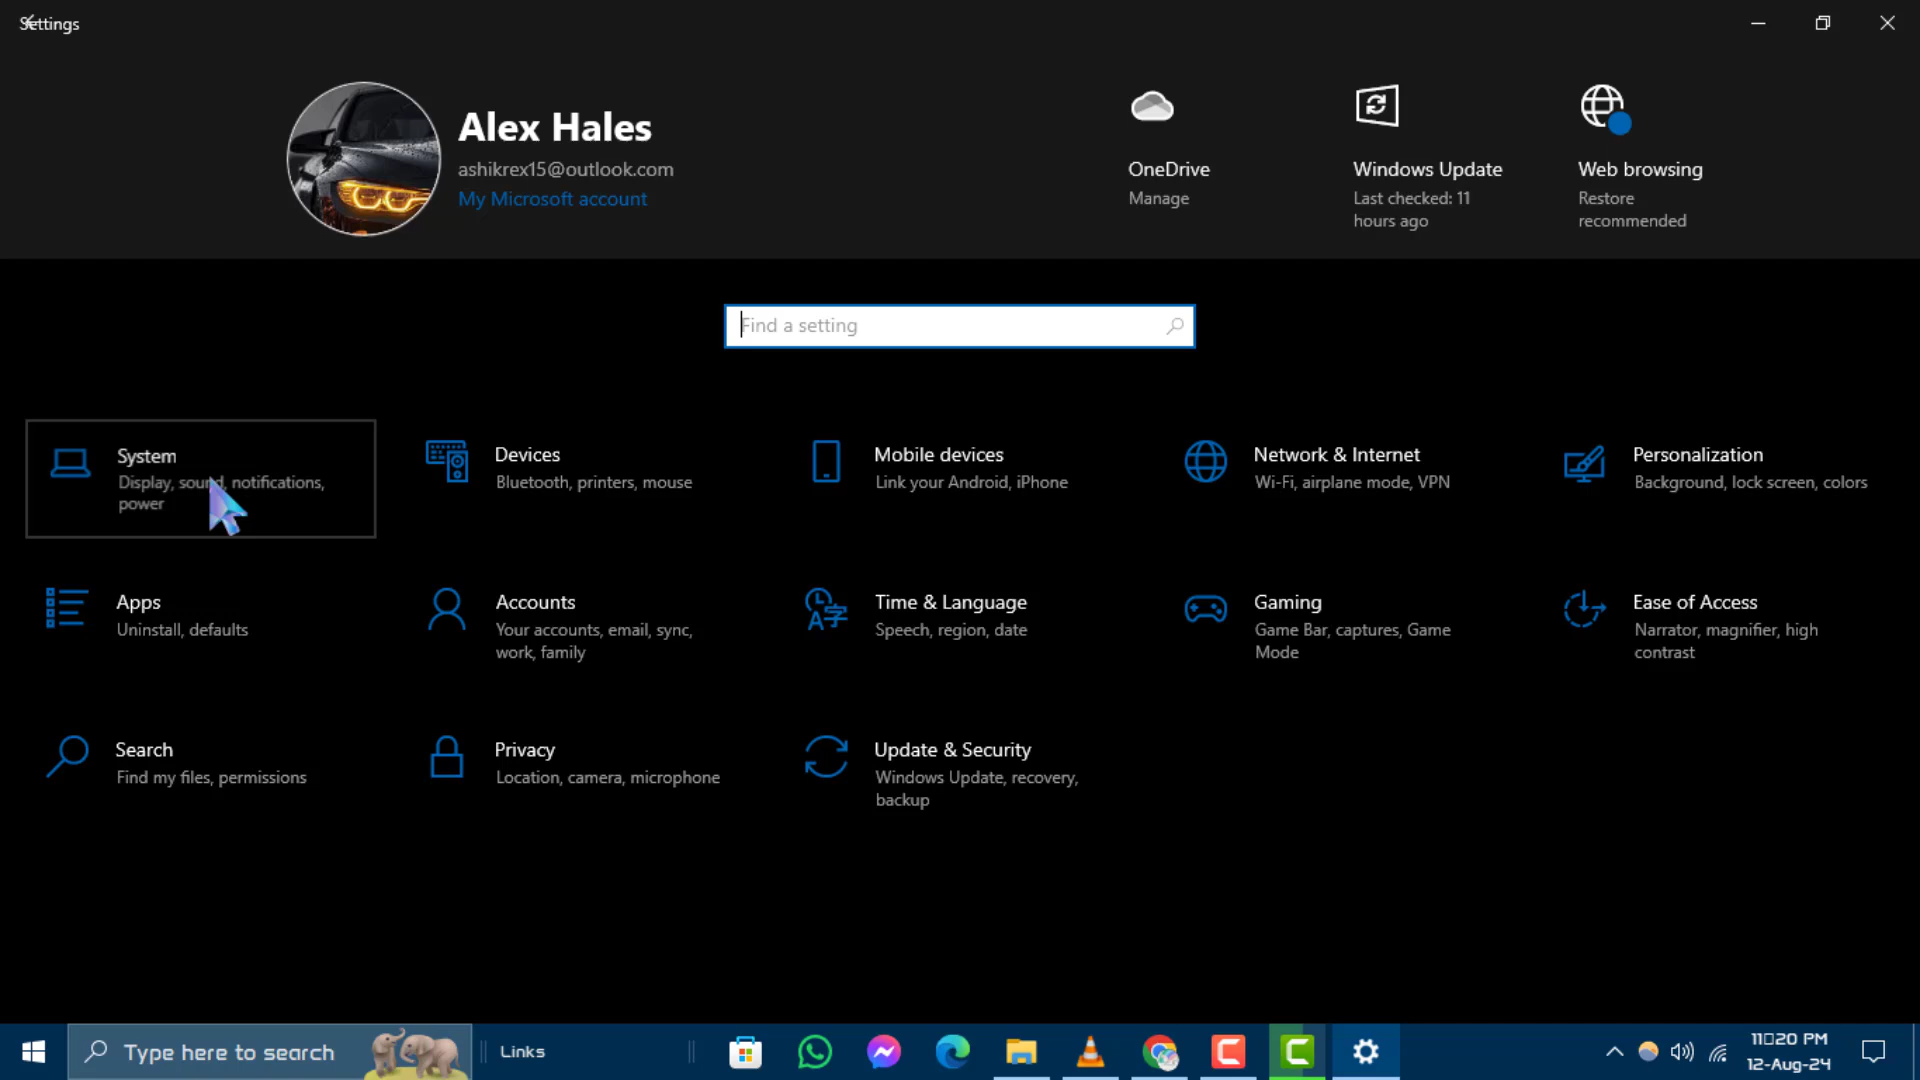 Settings
Alex Hales
ashikrex15@outlook.com
My Microsoft account
OneDrive
Manage
Windows Update
Last checked: 11
hours ago
Web browsing
Restore
recommended
Find a setting
System
Display, sound, notifications,
power
Devices
Bluetooth, printers, mouse
Mobile devices
Link your Android, iPhone
Network & Internet
Wi-Fi, airplane mode, VPN
Personalization
Background, lock screen, colors
Apps
Uninstall, defaults
Accounts
Your accounts, email, sync,
work, family
Time & Language
Speech, region, date
Gaming
Game Bar, captures, Game
Mode
Ease of Access
Narrator, magnifier, high
contrast
Search
Find my files, permissions
Privacy
Location, camera, microphone
Update & Security
Windows Update, recovery,
backup
Type here to search
Links
11□20 PM
12-Aug-24